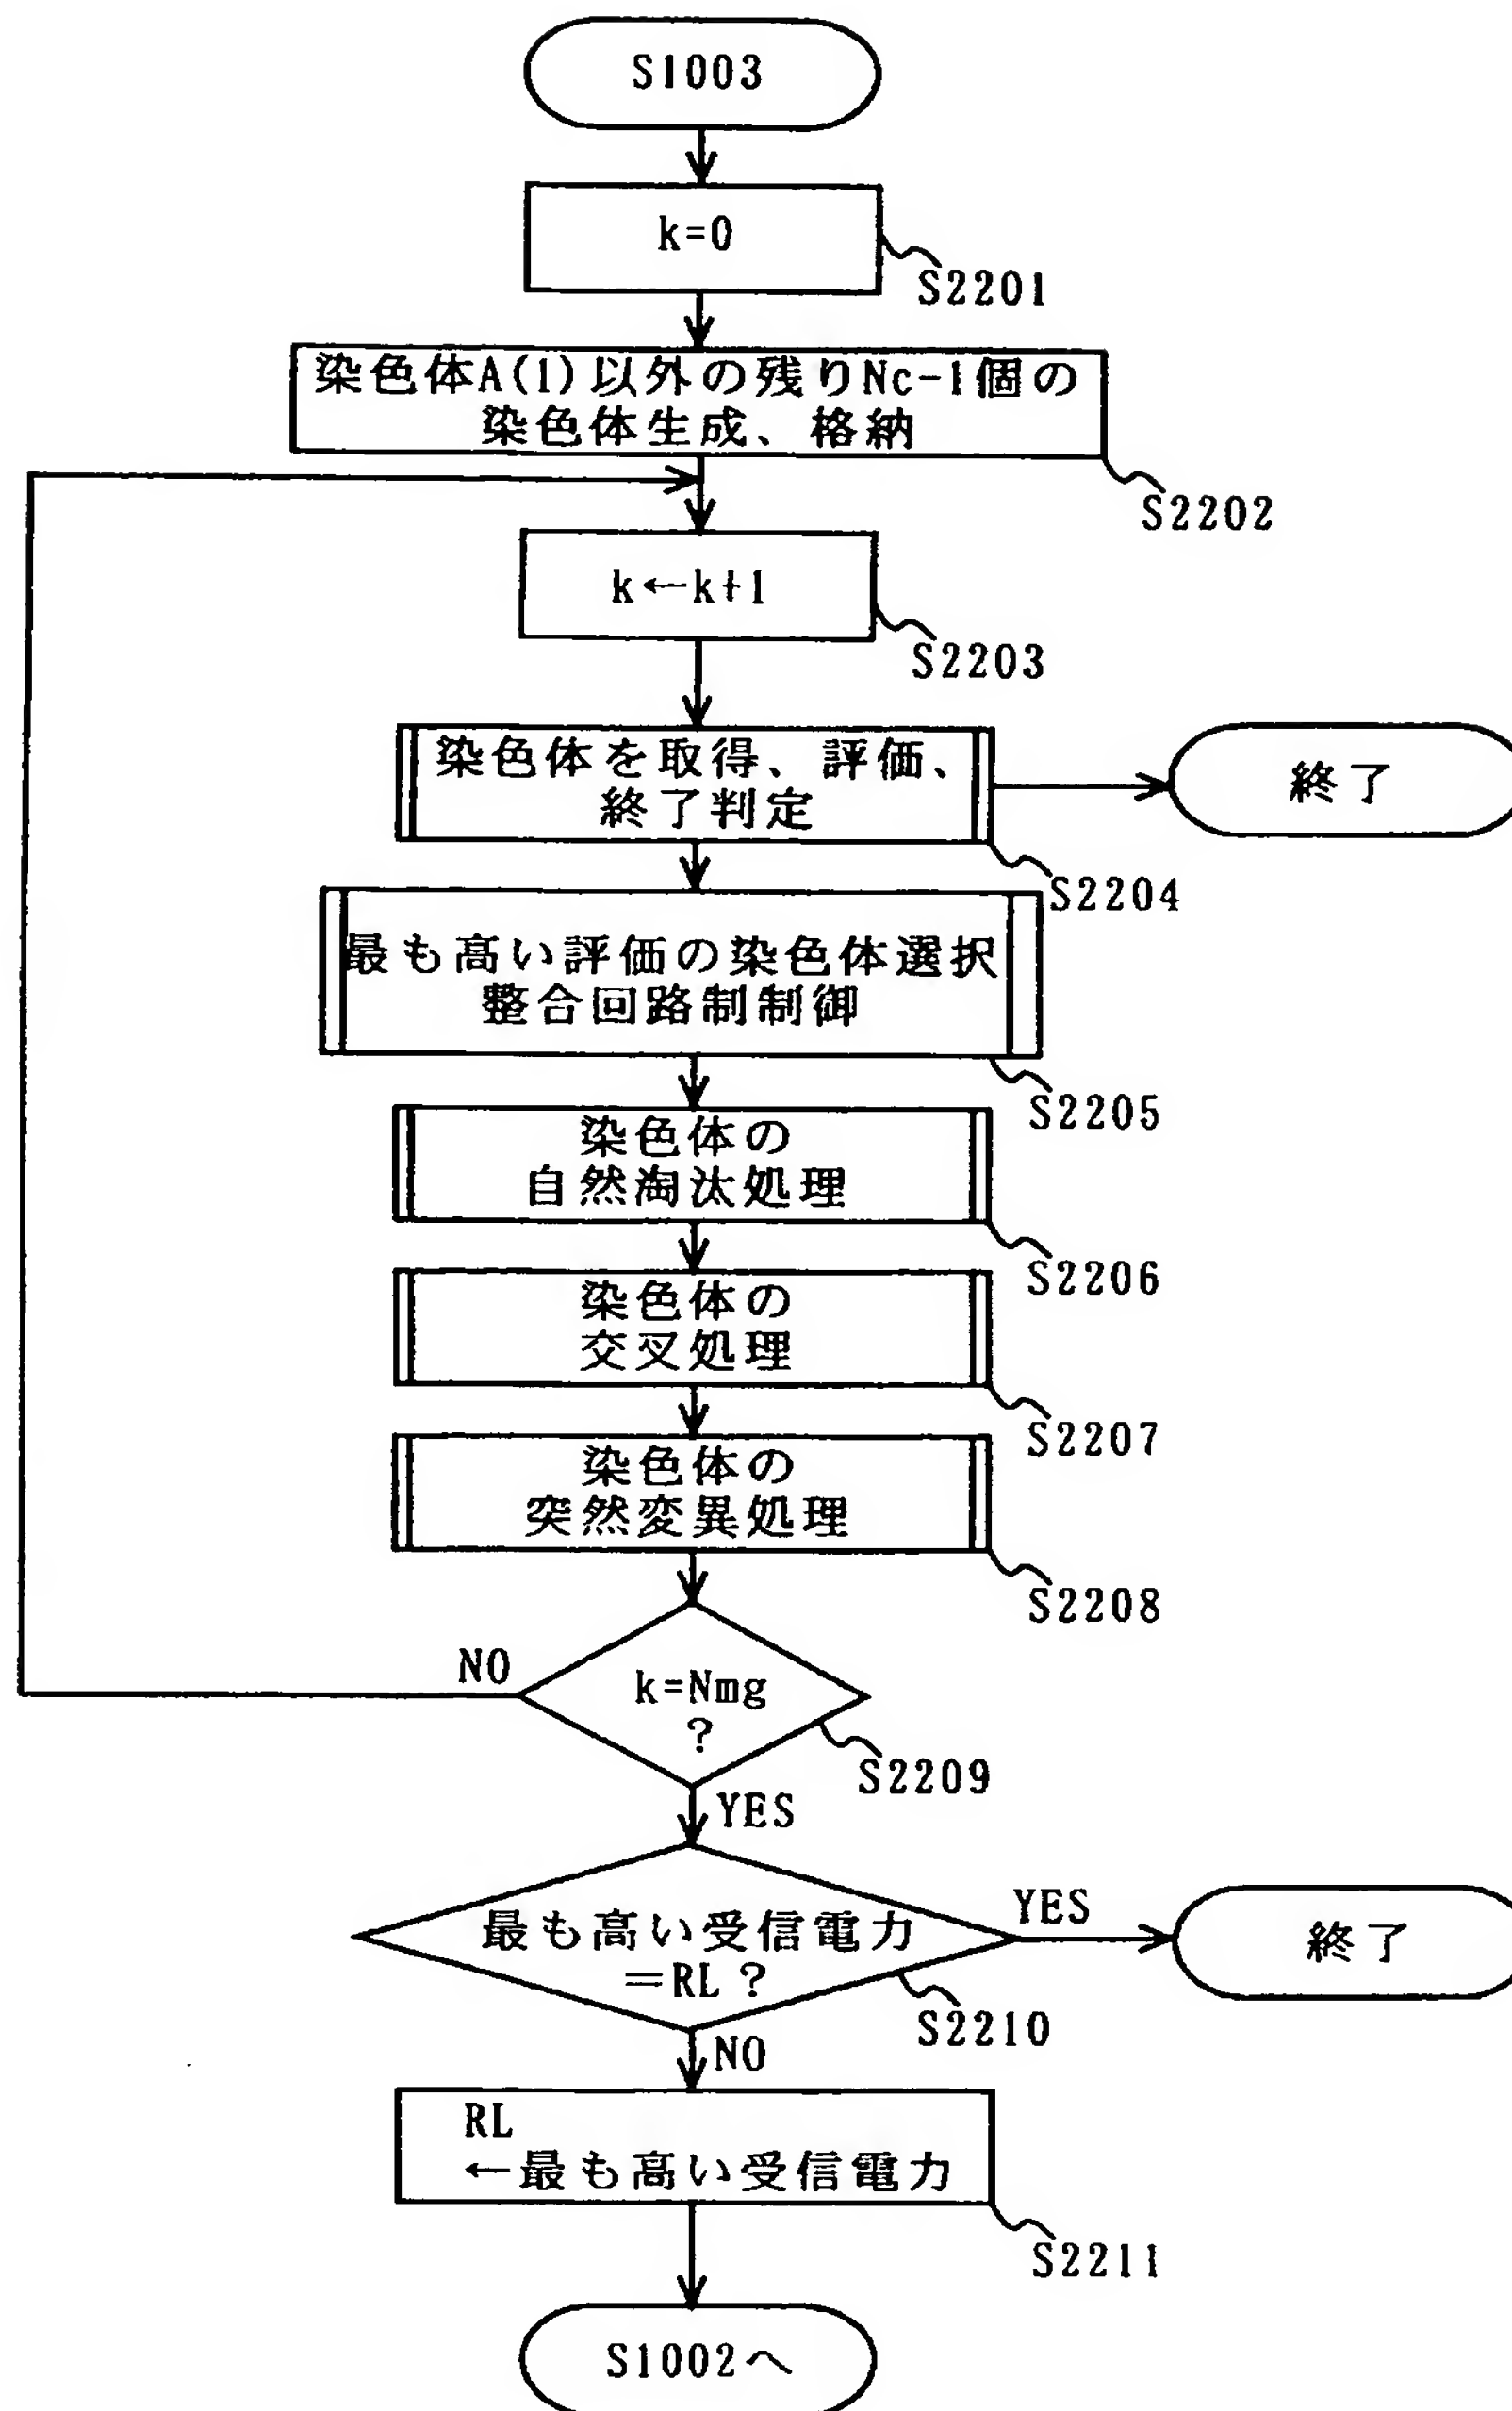 S1003
k=0
S2201
染色体A(1)以外の残りNc-1個の
染色体生成、格納
S2202
k←k+1
S2203
染色体を取得、評価、
終了判定
終了
S2204
最も高い評価の染色体選択
整合回路制制御
S2205
染色体の
自然淘汰処理
S2206
染色体の
交叉処理
S2207
染色体の
突然変異処理
S2208
NO
k=Nmg
?
S2209
YES
最も高い受信電力
=RL?
YES
終了
S2210
NO
RL
←最も高い受信電力
S2211
S1002へ